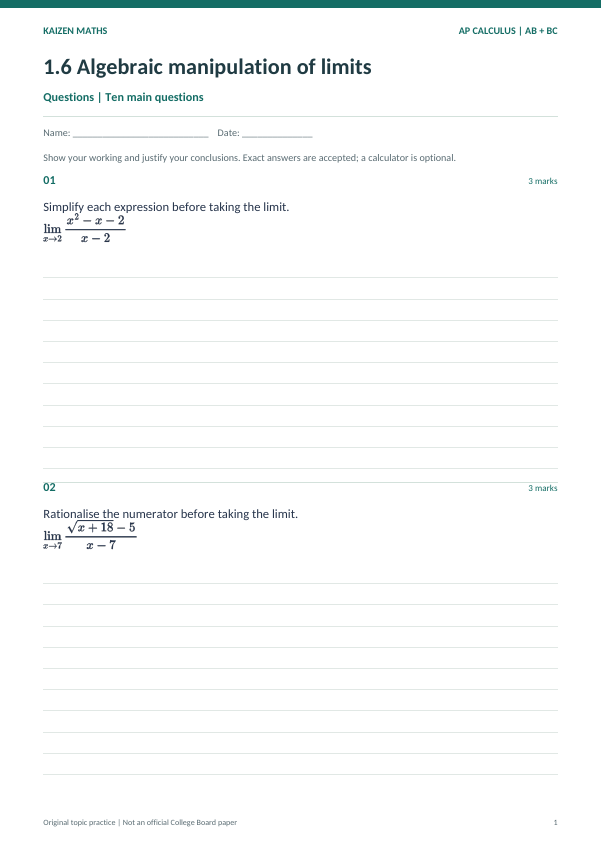 KAIZEN MATHS
AP CALCULUS | AB + BC
1.6 Algebraic manipulation of limits
Questions | Ten main questions
Name: ____________________________ Date: ______________
Show your working and justify your conclusions. Exact answers are accepted; a calculator is optional.
01
3 marks
Simplify each expression before taking the limit.
lim x→2 (x² − x − 2)/(x − 2)
02
3 marks
Rationalise the numerator before taking the limit.
lim x→7 (√(x + 18) − 5)/(x − 7)
Original topic practice | Not an official College Board paper
1